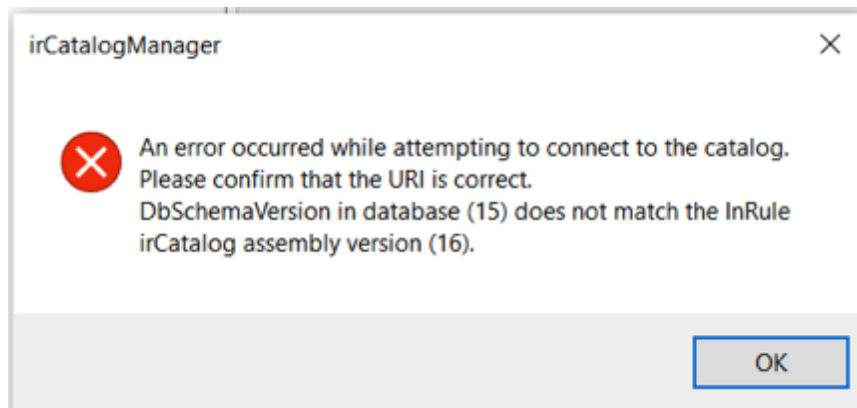 irCatalogManager
An error occurred while attempting to connect to the catalog.
Please confirm that the URI is correct.
DbSchemaVersion in database (15) does not match the InRule
irCatalog assembly version (16).
OK